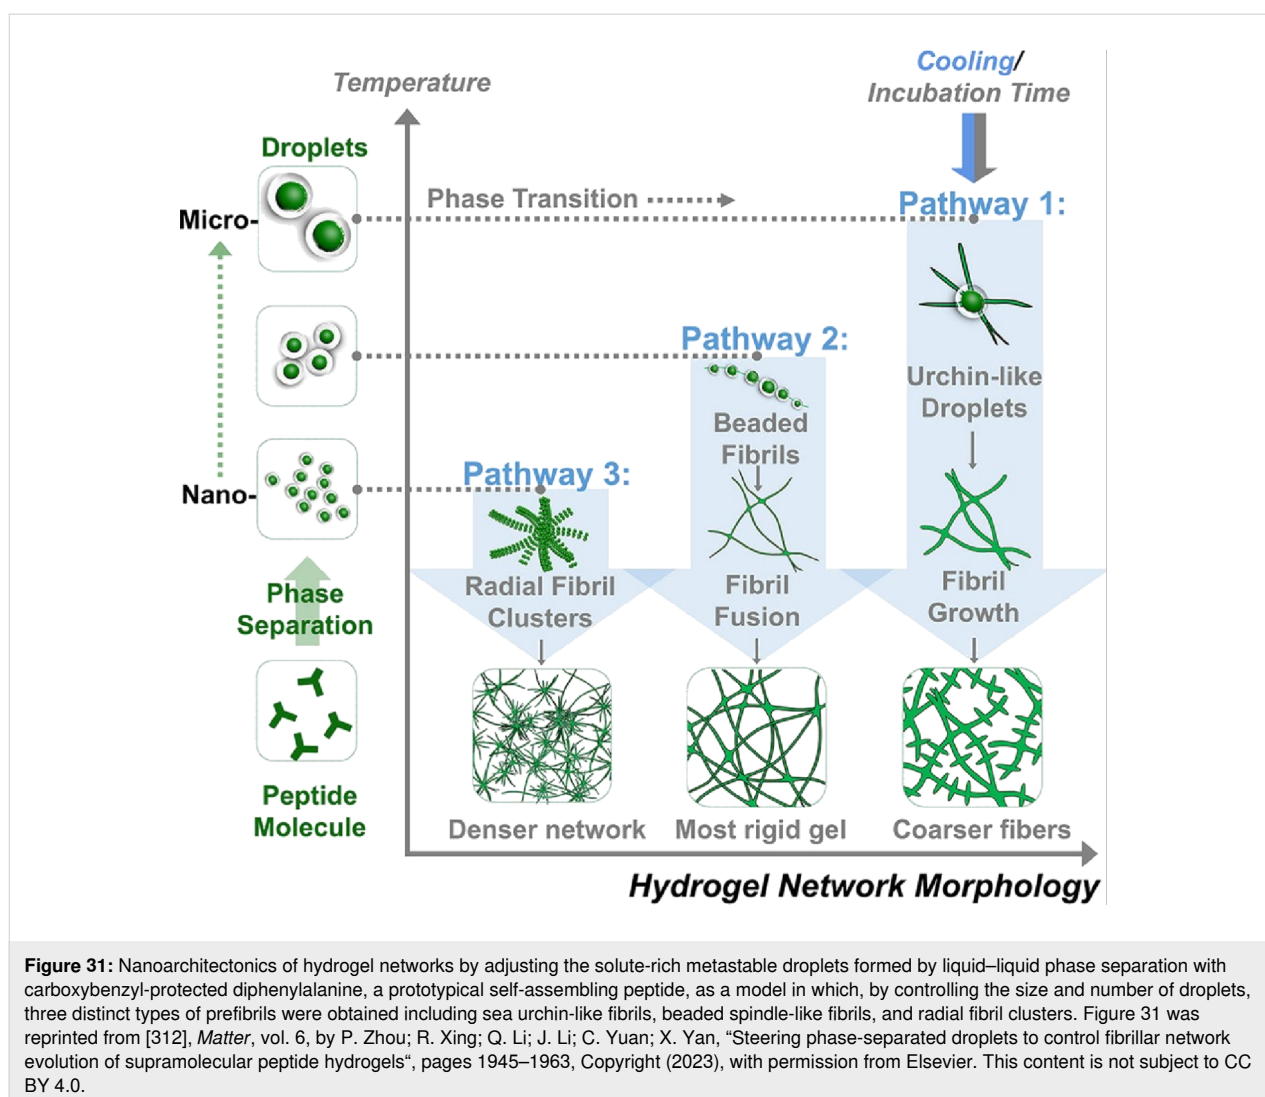 Temperature
Cooling/
Incubation Time
Droplets
Micro-
Phase Transition
Pathway 1:
Urchin-like
Droplets
Pathway 2:
Beaded
Fibrils
Nano-
Pathway 3:
Radial Fibril
Clusters
Fibril
Fusion
Fibril
Growth
Phase
Separation
Peptide
Molecule
Denser network
Most rigid gel
Coarser fibers
Hydrogel Network Morphology
Figure 31: Nanoarchitectonics of hydrogel networks by adjusting the solute-rich metastable droplets formed by liquid–liquid phase separation with
carboxybenzyl-protected diphenylalanine, a prototypical self-assembling peptide, as a model in which, by controlling the size and number of droplets,
three distinct types of prefibrils were obtained including sea urchin-like fibrils, beaded spindle-like fibrils, and radial fibril clusters. Figure 31 was
reprinted from [312], Matter, vol. 6, by P. Zhou; R. Xing; Q. Li; J. Li; C. Yuan; X. Yan, “Steering phase-separated droplets to control fibrillar network
evolution of supramolecular peptide hydrogels“, pages 1945–1963, Copyright (2023), with permission from Elsevier. This content is not subject to CC
BY 4.0.